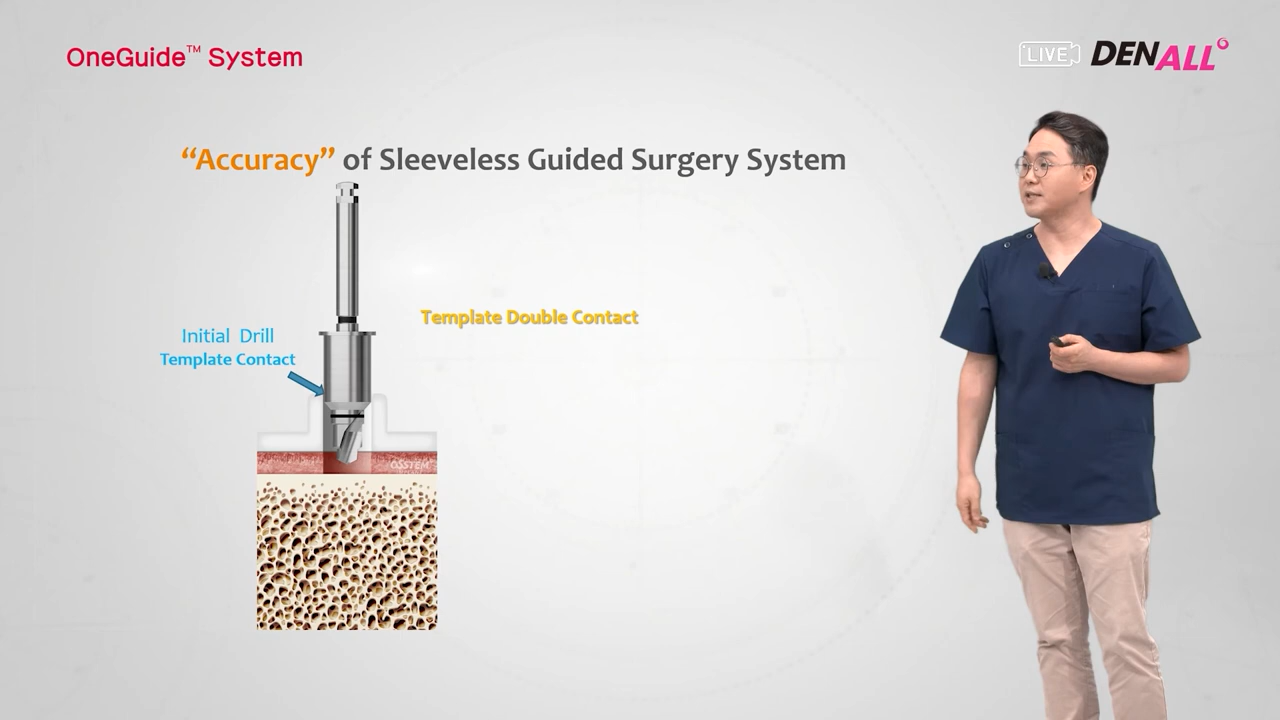 OneGuide™ System
LIVE
DENALL
“Accuracy” of Sleeveless Guided Surgery System
Template Double Contact
Initial Drill
Template Contact
OSSTEM